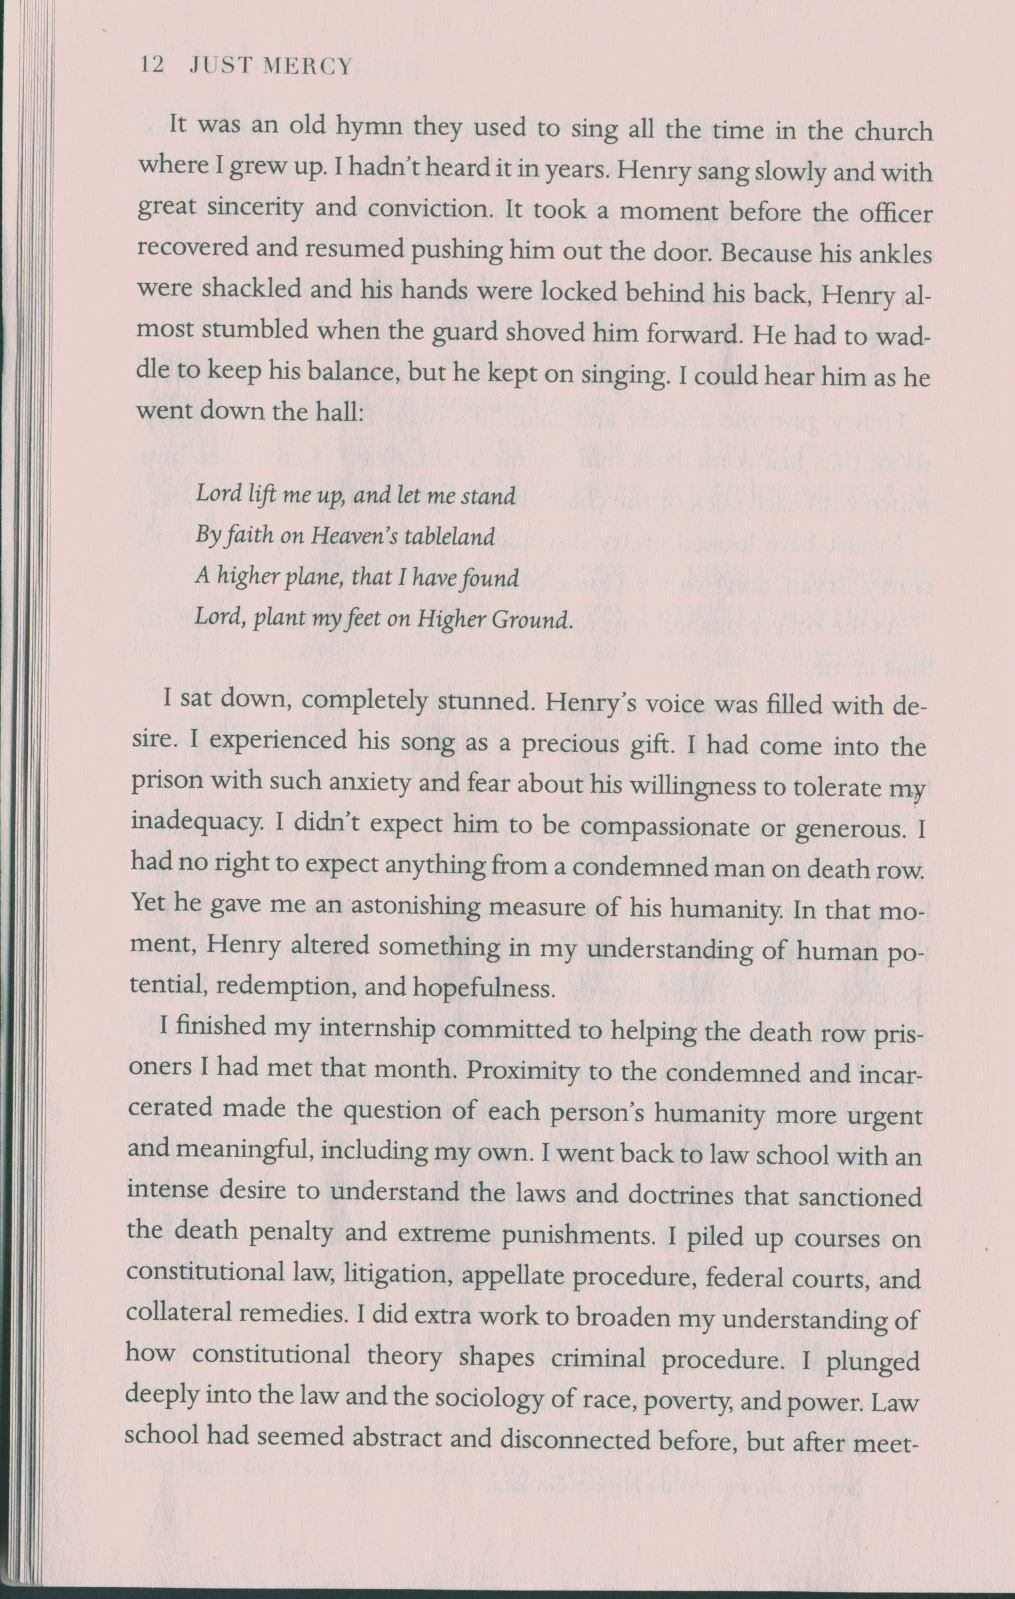 12 JUST MERCY
It was an old hymn they used to sing all the time in the church
where I grew up. I hadn't heard it in years. Henry sang slowly and with
great sincerity and conviction. It took a moment before the officer
recovered and resumed pushing him out the door. Because his ankles
were shackled and his hands were locked behind his back, Henry al-
most stumbled when the guard shoved him forward. He had to wad-
dle to keep his balance, but he kept on singing. I could hear him as he
went down the hall:
Lord lift me up, and let me stand
By faith on Heaven's tableland
A higher plane, that I have found
Lord, plant my feet on Higher Ground.
I sat down, completely stunned. Henry's voice was filled with de-
sire. I experienced his song as a precious gift. I had come into the
prison with such anxiety and fear about his willingness to tolerate my
inadequacy. I didn't expect him to be compassionate or generous. I
had no right to expect anything from a condemned man on death row.
Yet he gave me an astonishing measure of his humanity. In that mo-
ment, Henry altered something in my understanding of human po-
tential, redemption, and hopefulness.
I finished my internship committed to helping the death row pris-
oners I had met that month. Proximity to the condemned and incar-
cerated made the question of each person's humanity more urgent
and meaningful, including my own. I went back to law school with an
intense desire to understand the laws and doctrines that sanctioned
the death penalty and extreme punishments. I piled up courses on
constitutional law, litigation, appellate procedure, federal courts, and
collateral remedies. I did extra work to broaden my understanding of
how constitutional theory shapes criminal procedure. I plunged
deeply into the law and the sociology of race, poverty, and power. Law
school had seemed abstract and disconnected before, but after meet-